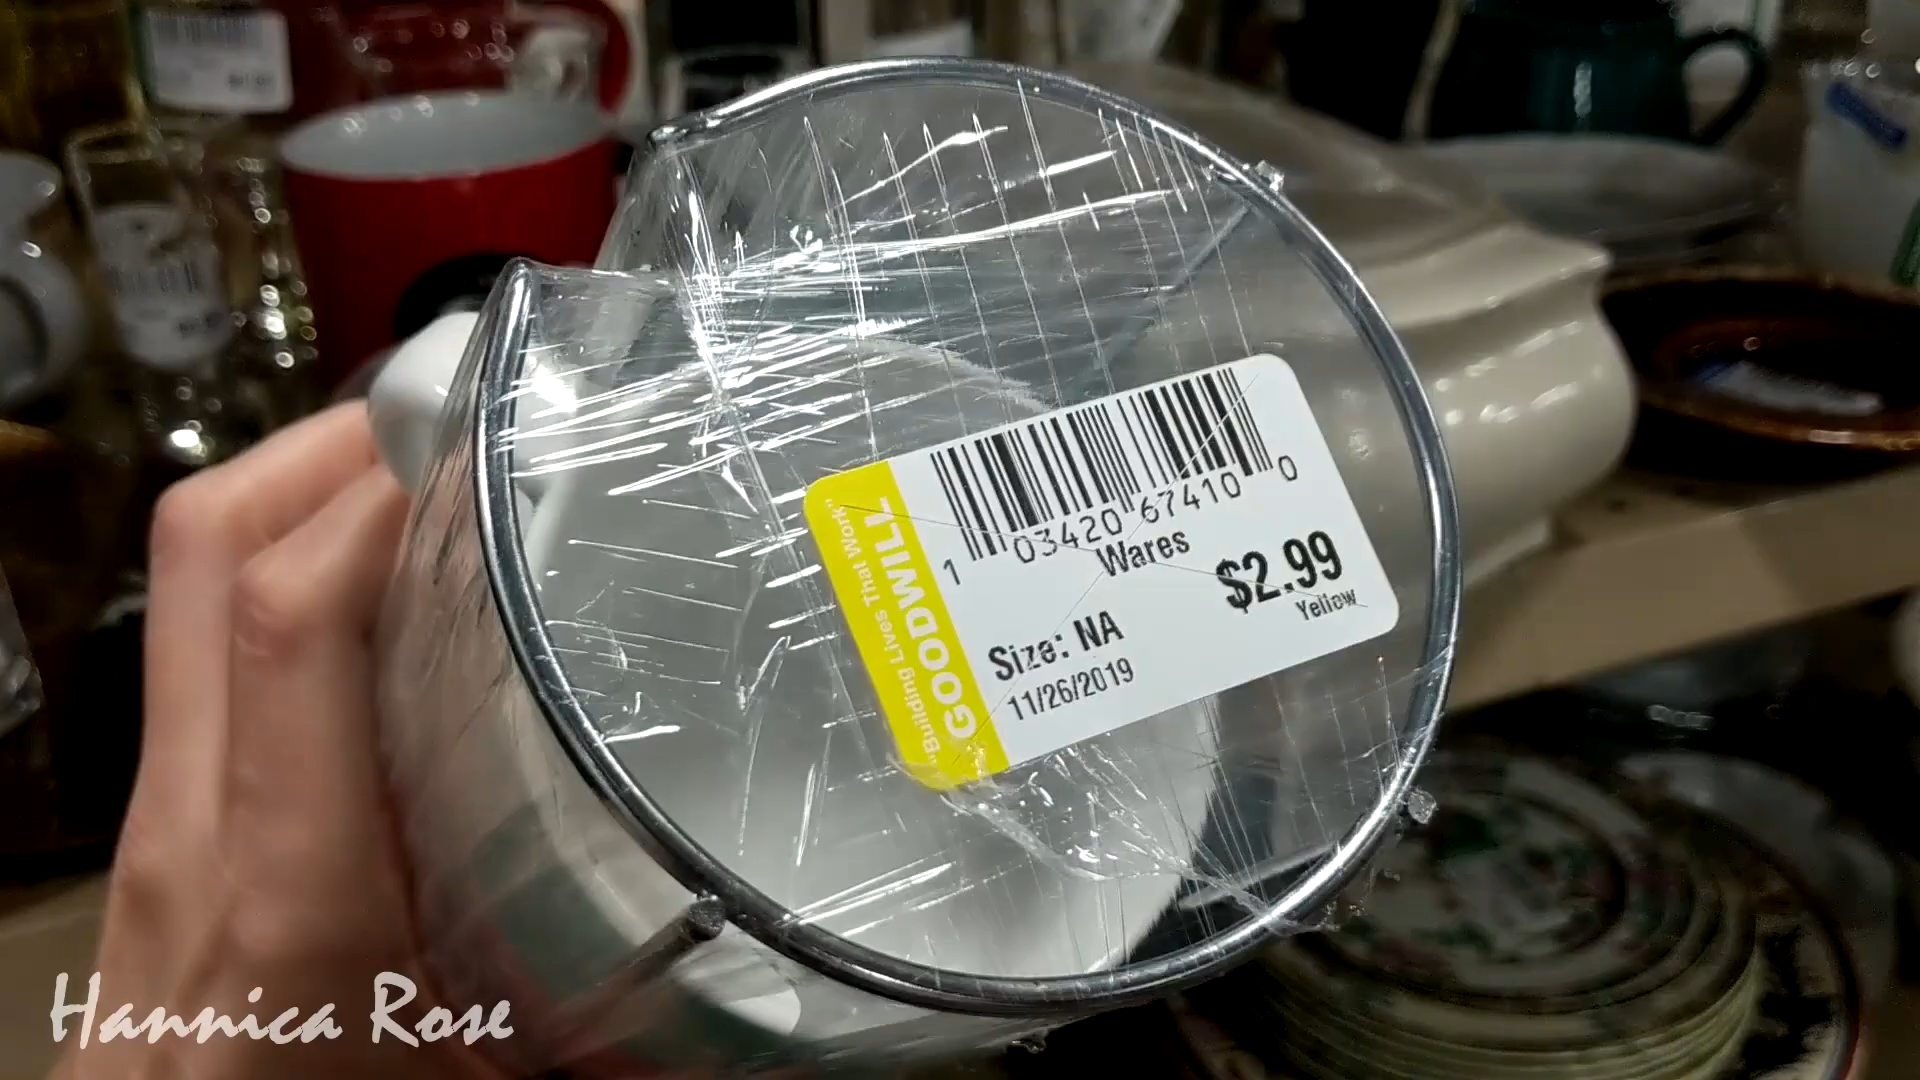 1 03420 67410 0
Wares
$2.99
Yellow
Size: NA
11/26/2019
GOODWILL
"Building Lives That Work"
Hannica Rose